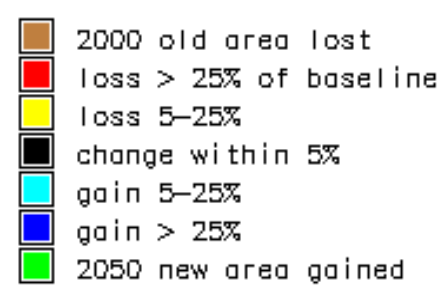 2000 old area lost
loss > 25% of baseline
loss 5–25%
change within 5%
gain 5–25%
gain > 25%
2050 new area gained